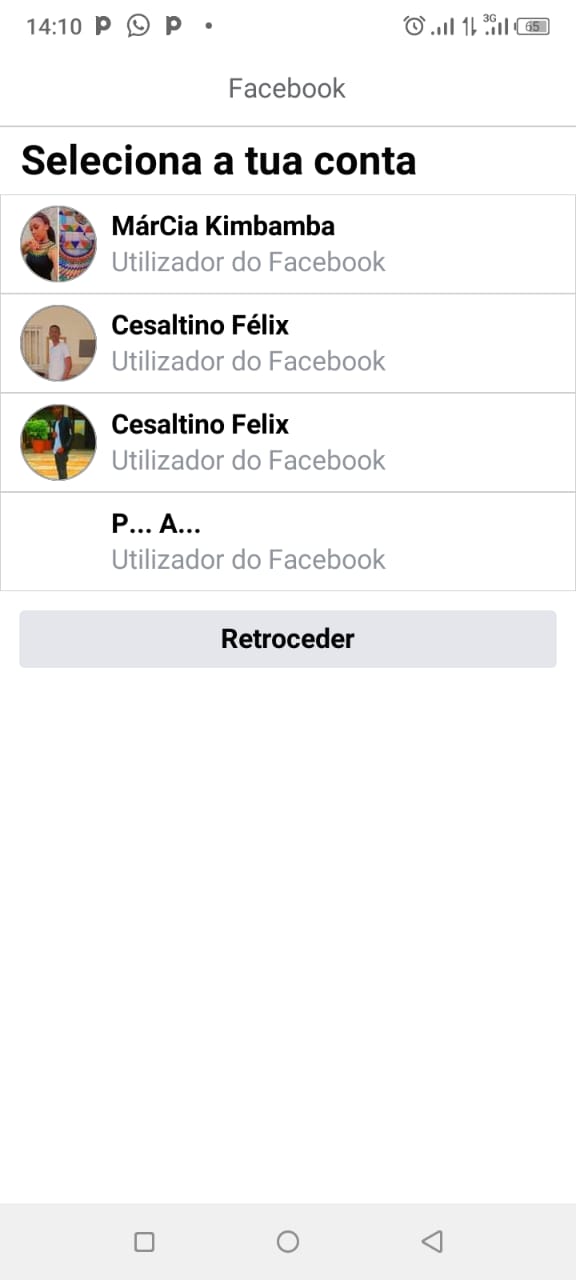 14:10
3G
65
Facebook
Seleciona a tua conta
MárCia Kimbamba
Utilizador do Facebook
Cesaltino Félix
Utilizador do Facebook
Cesaltino Felix
Utilizador do Facebook
P... A...
Utilizador do Facebook
Retroceder